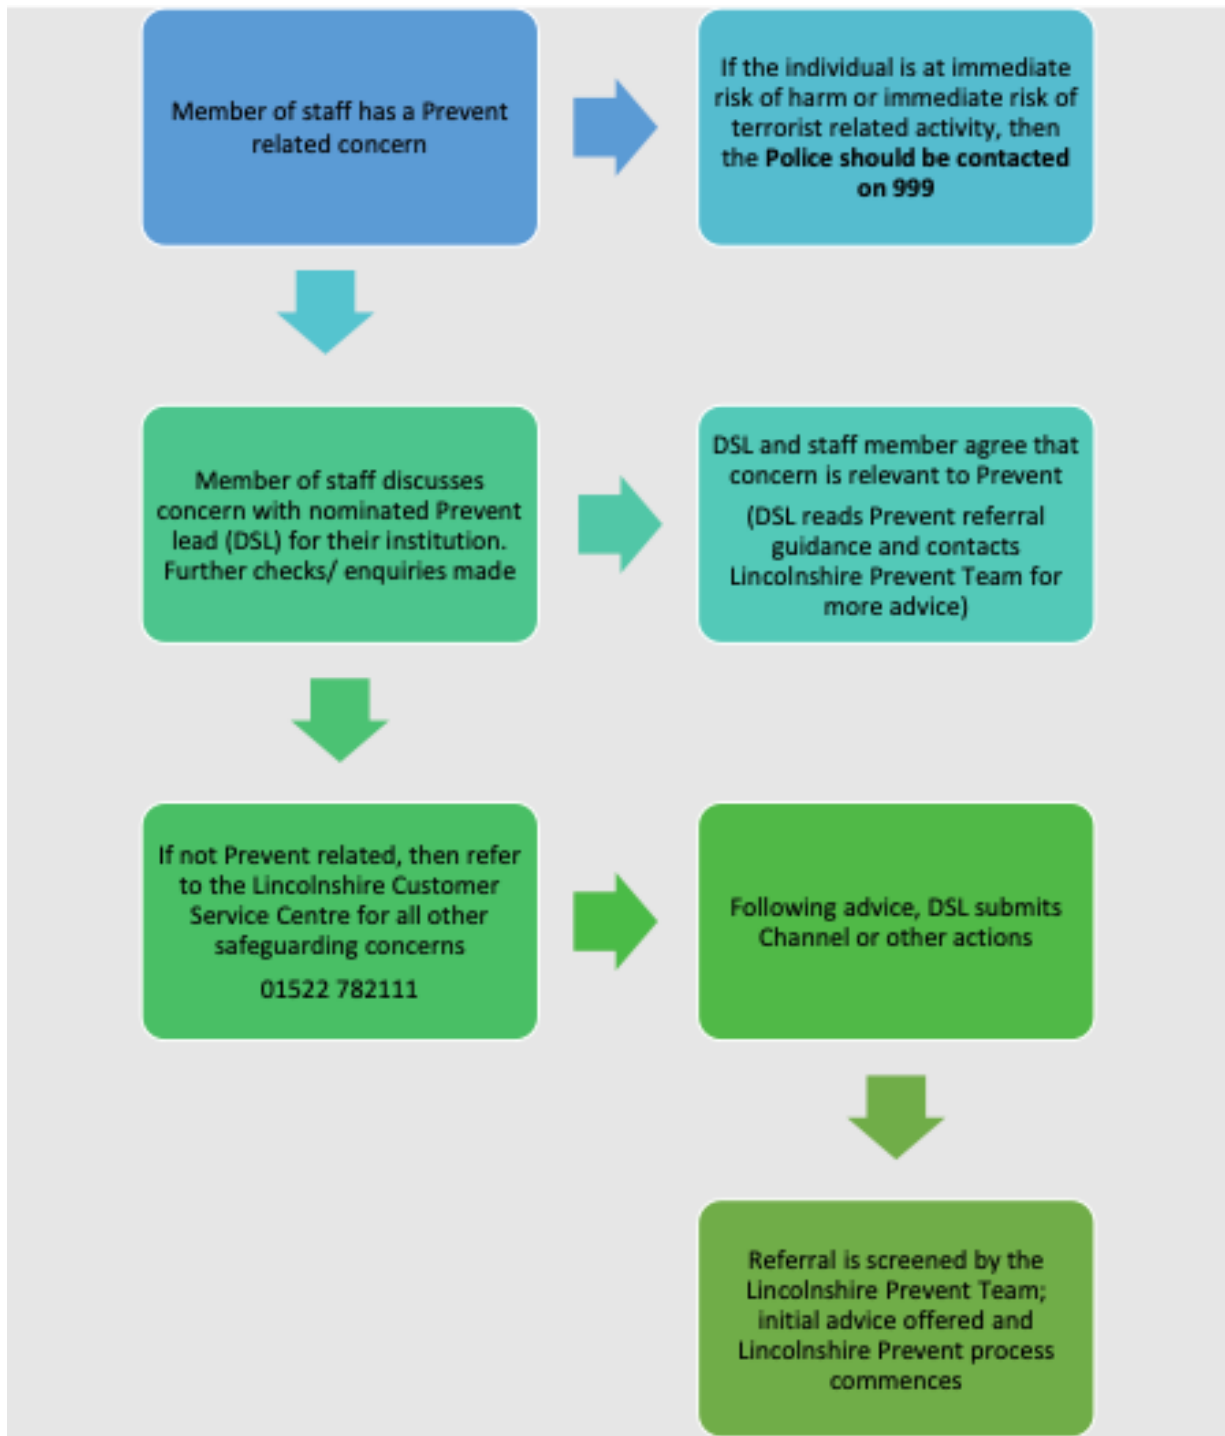 Member of staff has a Prevent
related concern
If the individual is at immediate
risk of harm or immediate risk of
terrorist related activity, then
the Police should be contacted
on 999
Member of staff discusses
concern with nominated Prevent
lead (DSL) for their institution.
Further checks/ enquiries made
DSL and staff member agree that
concern is relevant to Prevent
(DSL reads Prevent referral
guidance and contacts
Lincolnshire Prevent Team for
more advice)
If not Prevent related, then refer
to the Lincolnshire Customer
Service Centre for all other
safeguarding concerns
01522 782111
Following advice, DSL submits
Channel or other actions
Referral is screened by the
Lincolnshire Prevent Team;
initial advice offered and
Lincolnshire Prevent process
commences